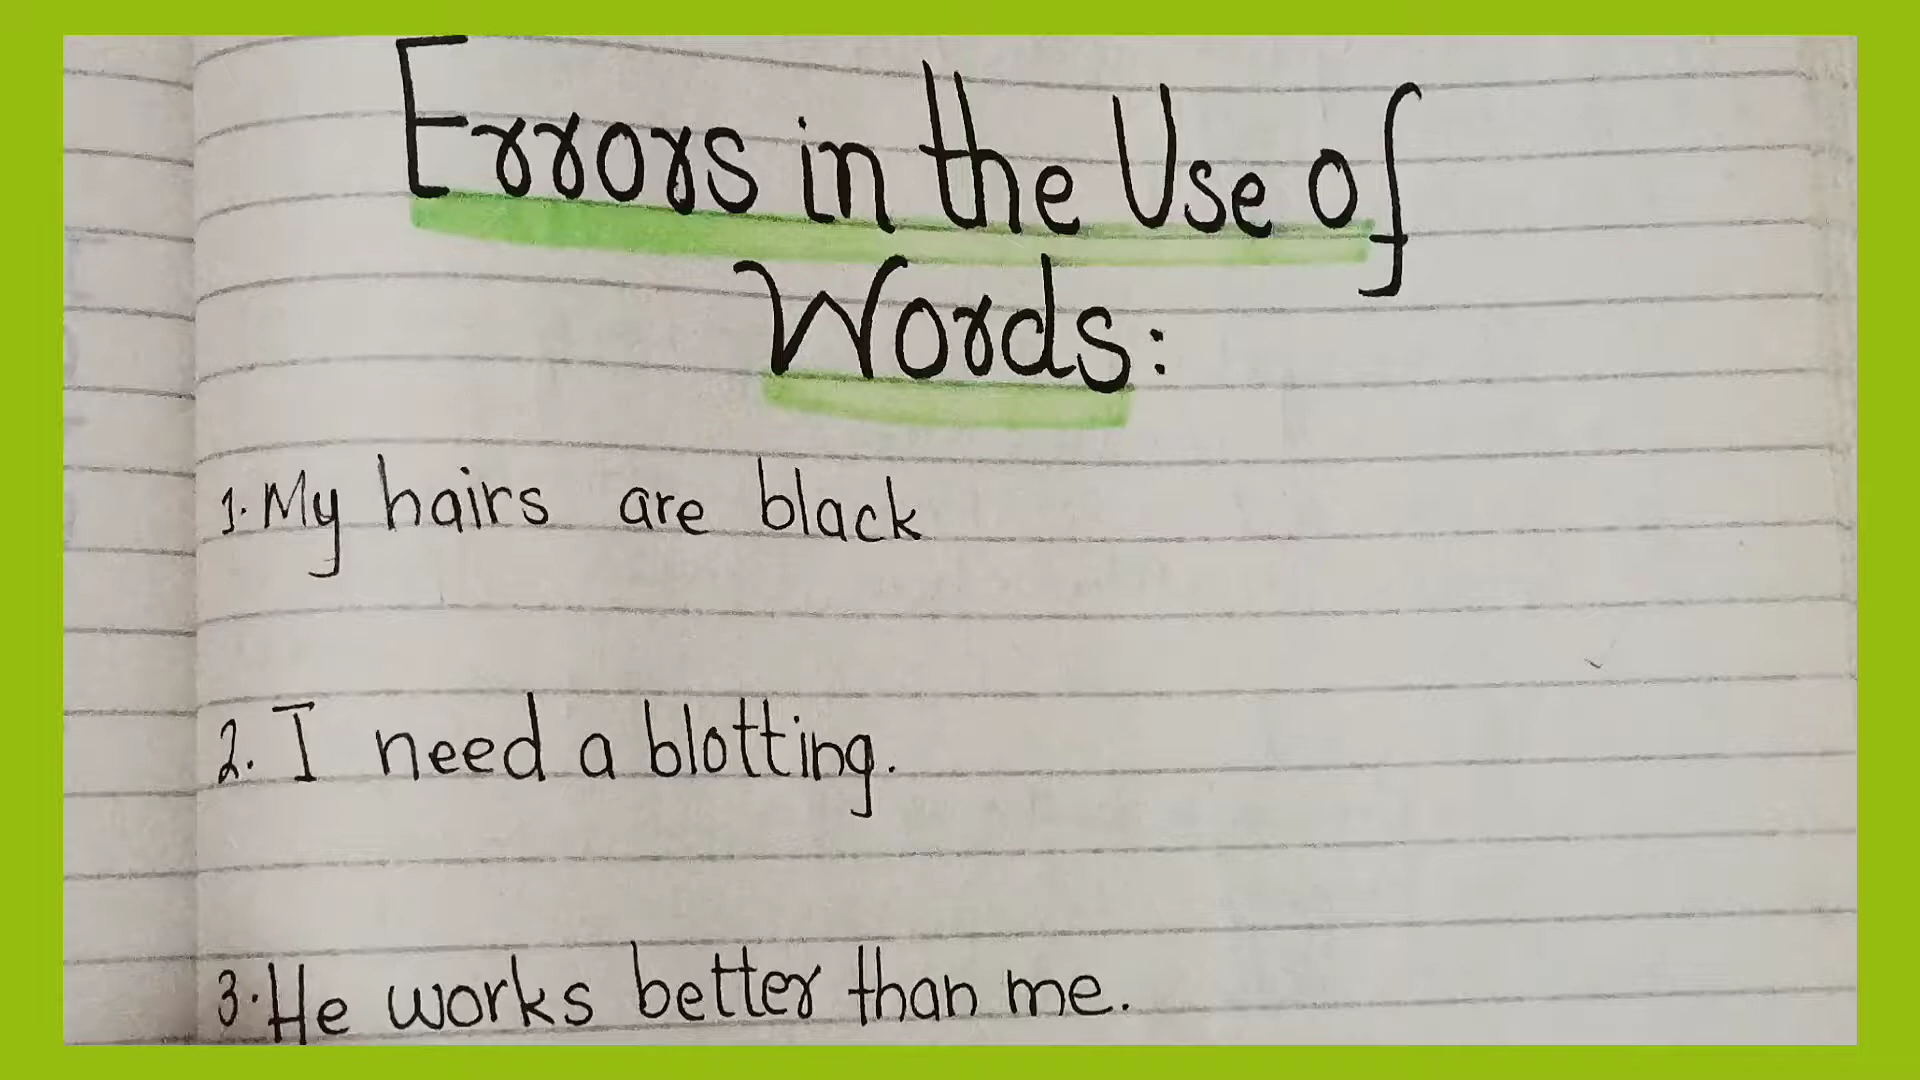 Errors in the Use of
Words:
1. My hairs are black
2. I need a blotting.
3. He works better than me.